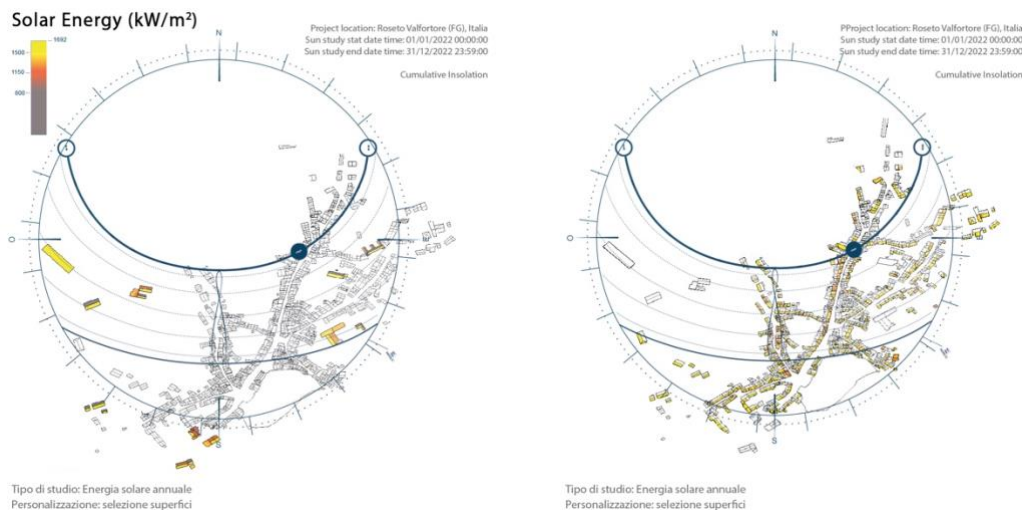 Solar Energy (kW/m²)
1692
1500
1150
800
Project location: Roseto Valfortore (FG), Italia
Sun study stat date time: 01/01/2022 00:00:00
Sun study end date time: 31/12/2022 23:59:00
Cumulative Insolation
N
O
S
Tipo di studio: Energia solare annuale
Personalizzazione: selezione superfici
PProject location: Roseto Valfortore (FG), Italia
Sun study stat date time: 01/01/2022 00:00:00
Sun study end date time: 31/12/2022 23:59:00
Cumulative Insolation
N
O
S
Tipo di studio: Energia solare annuale
Personalizzazione: selezione superfici